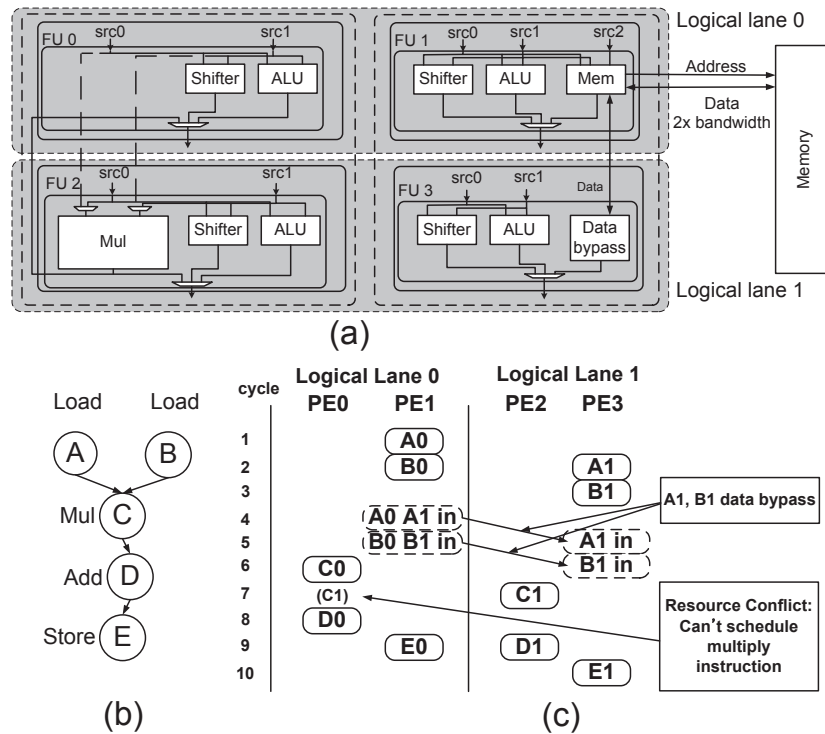 Logical lane 0
FU 0
src0
src1
Shifter
ALU
FU 1
src0
src1
src2
Shifter
ALU
Mem
Address
Data
2x bandwidth
Memory
FU 2
src0
src1
Mul
Shifter
ALU
FU 3
src0
src1
Data
Shifter
ALU
Data
bypass
Logical lane 1
(a)
Load
Load
A
B
Mul
C
Add
D
Store
E
(b)
cycle
Logical Lane 0
Logical Lane 1
PE0
PE1
PE2
PE3
1
A0
2
B0
A1
3
B1
4
A0 A1 in
5
B0 B1 in
A1 in
6
C0
B1 in
7
(C1)
C1
8
D0
9
E0
D1
10
E1
A1, B1 data bypass
Resource Conflict:
Can't schedule
multiply
instruction
(c)